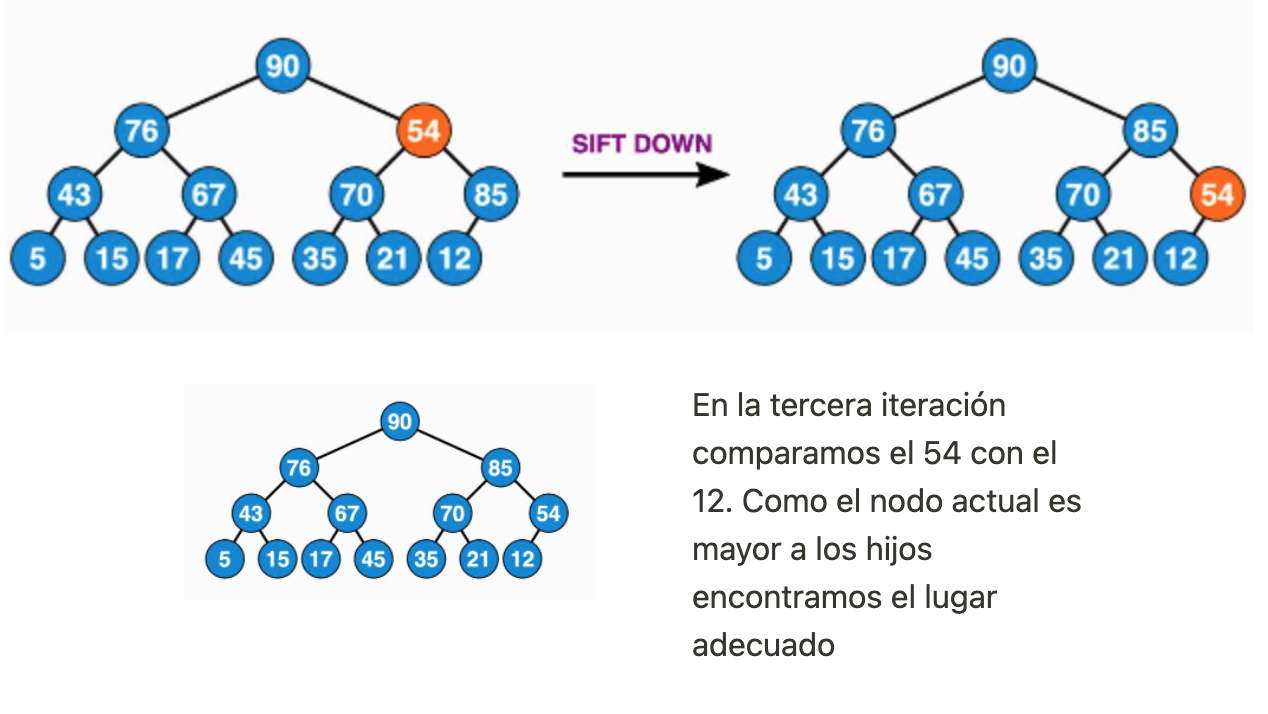 90
76 54
43 67 70 85
5 15 17 45 35 21 12
SIFT DOWN
90
76 85
43 67 70 54
5 15 17 45 35 21 12
90
76 85
43 67 70 54
5 15 17 45 35 21 12
En la tercera iteración
comparamos el 54 con el
12. Como el nodo actual es
mayor a los hijos
encontramos el lugar
adecuado